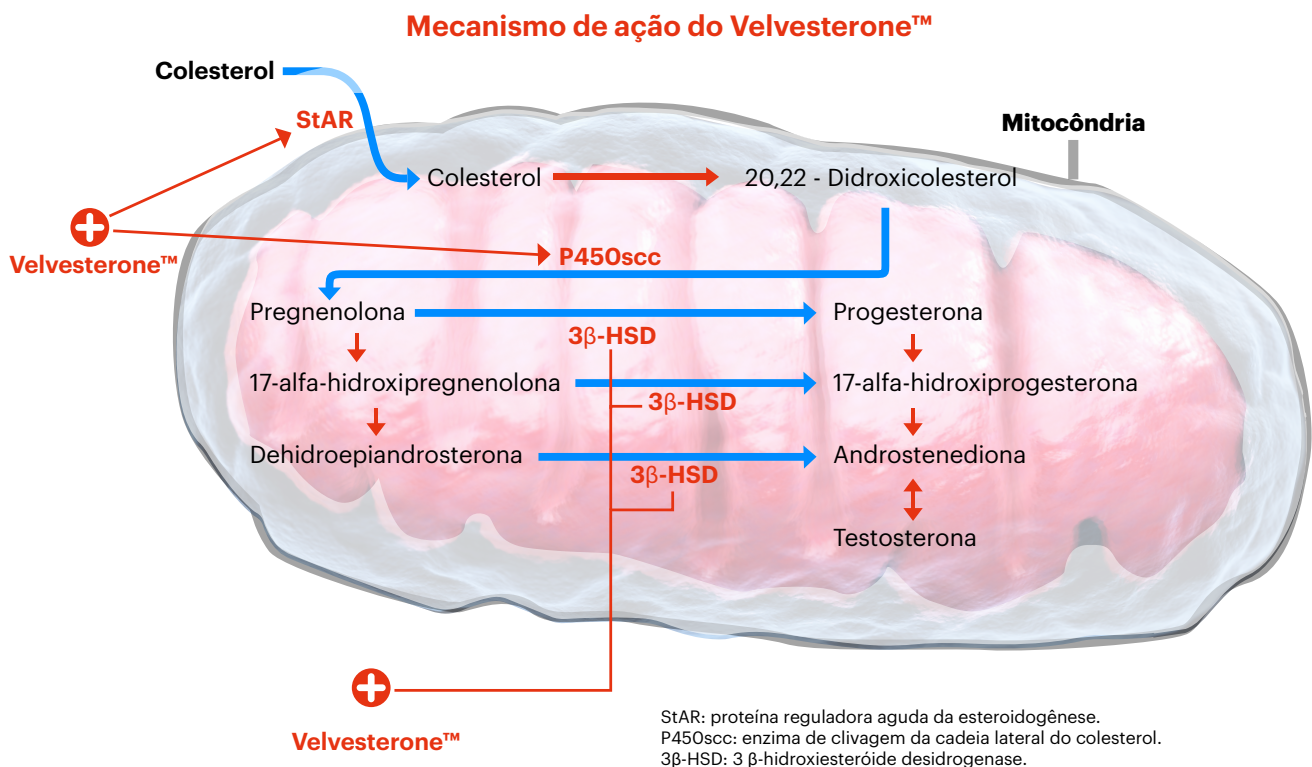 Mecanismo de ação do Velvesterone™
Colesterol
StAR
Mitocôndria
Colesterol
20,22 - Didroxicolesterol
Velvesterone™
P450scc
Pregnenolona
Progesterona
3β-HSD
17-alfa-hidroxipregnenolona
17-alfa-hidroxiprogesterona
3β-HSD
Dehidroepiandrosterona
Androstenediona
3β-HSD
Testosterona
Velvesterone™
StAR: proteína reguladora aguda da esteroidogênese.
P450scc: enzima de clivagem da cadeia lateral do colesterol.
3β-HSD: 3 β-hidroxiesteróide desidrogenase.